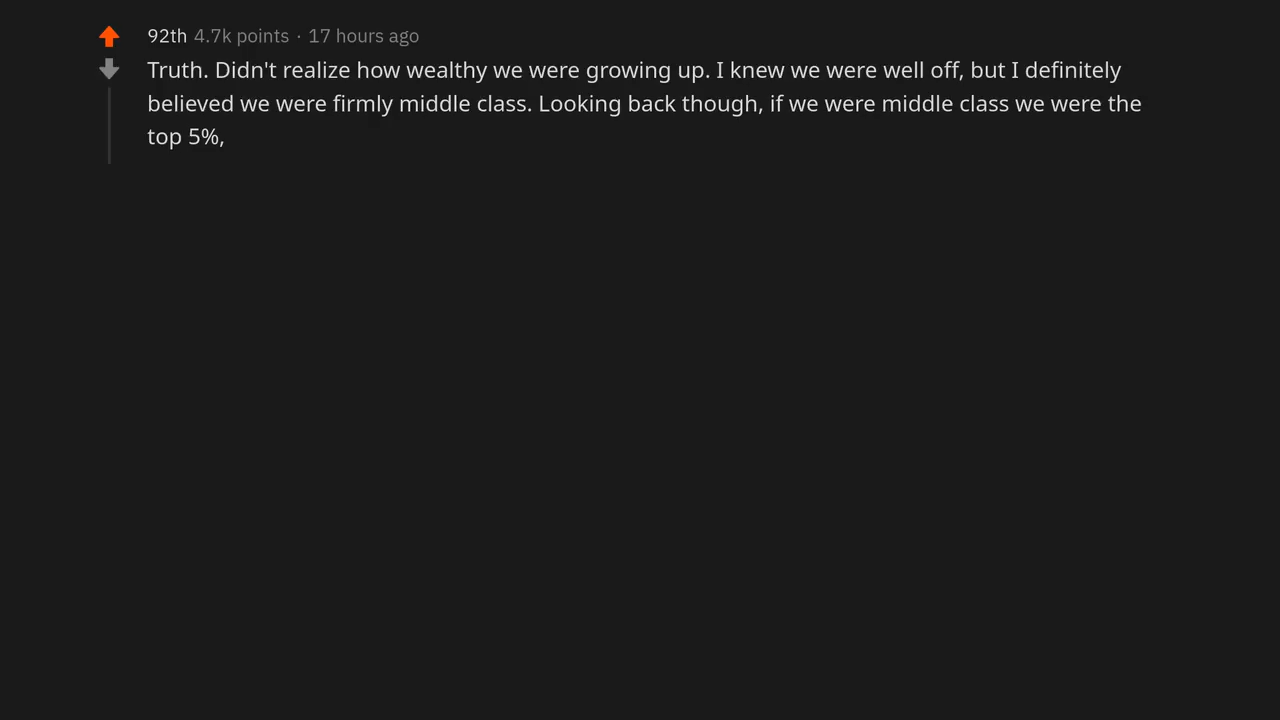 92th 4.7k points · 17 hours ago
Truth. Didn't realize how wealthy we were growing up. I knew we were well off, but I definitely
believed we were firmly middle class. Looking back though, if we were middle class we were the
top 5%,